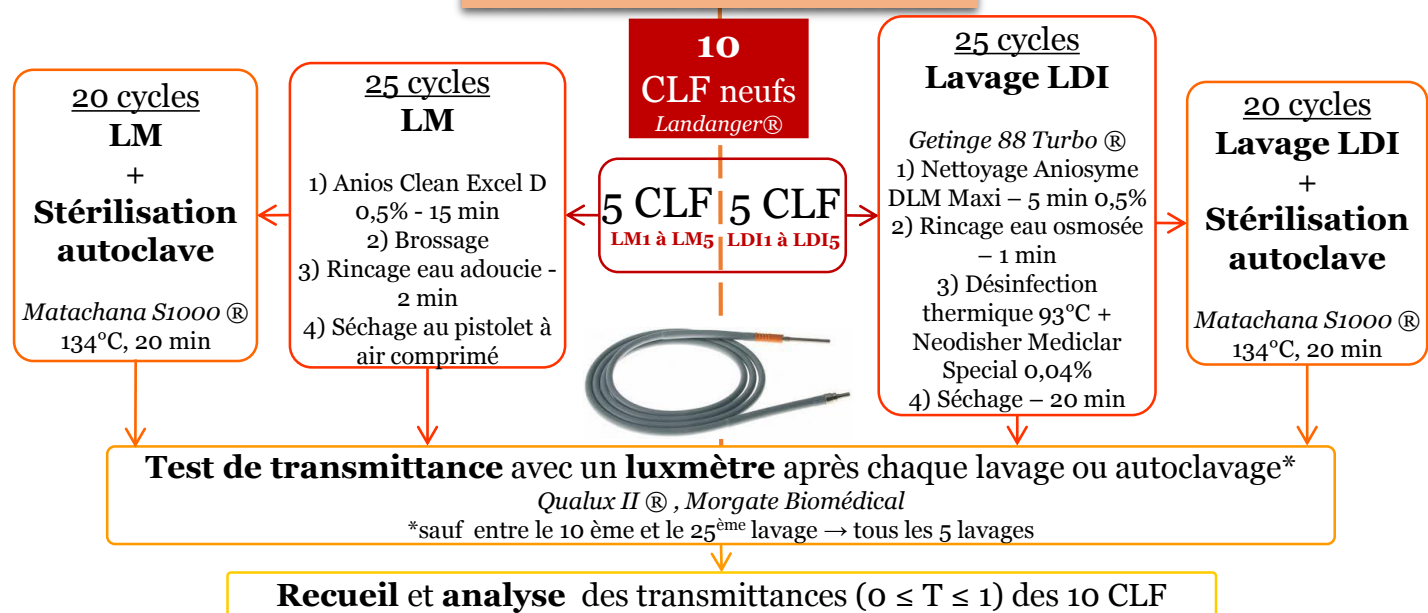 10
CLF neufs
Landanger®
20 cycles
LM
+
Stérilisation
autoclave
Matachana S1000 ®
134°C, 20 min
25 cycles
LM
1) Anios Clean Excel D
0,5% - 15 min
2) Brossage
3) Rincage eau adoucie -
2 min
4) Séchage au pistolet à
air comprimé
5 CLF
LM1 à LM5
5 CLF
LDI1 à LDI5
25 cycles
Lavage LDI
Getinge 88 Turbo ®
1) Nettoyage Aniosyme
DLM Maxi – 5 min 0,5%
2) Rincage eau osmosée
– 1 min
3) Désinfection
thermique 93°C +
Neodisher Mediclar
Special 0,04%
4) Séchage – 20 min
20 cycles
Lavage LDI
+
Stérilisation
autoclave
Matachana S1000 ®
134°C, 20 min
Test de transmittance avec un luxmètre après chaque lavage ou autoclavage*
Qualux II ® , Morgate Biomédical
*sauf entre le 10 ème et le 25ème lavage → tous les 5 lavages
Recueil et analyse des transmittances (0 ≤ T ≤ 1) des 10 CLF